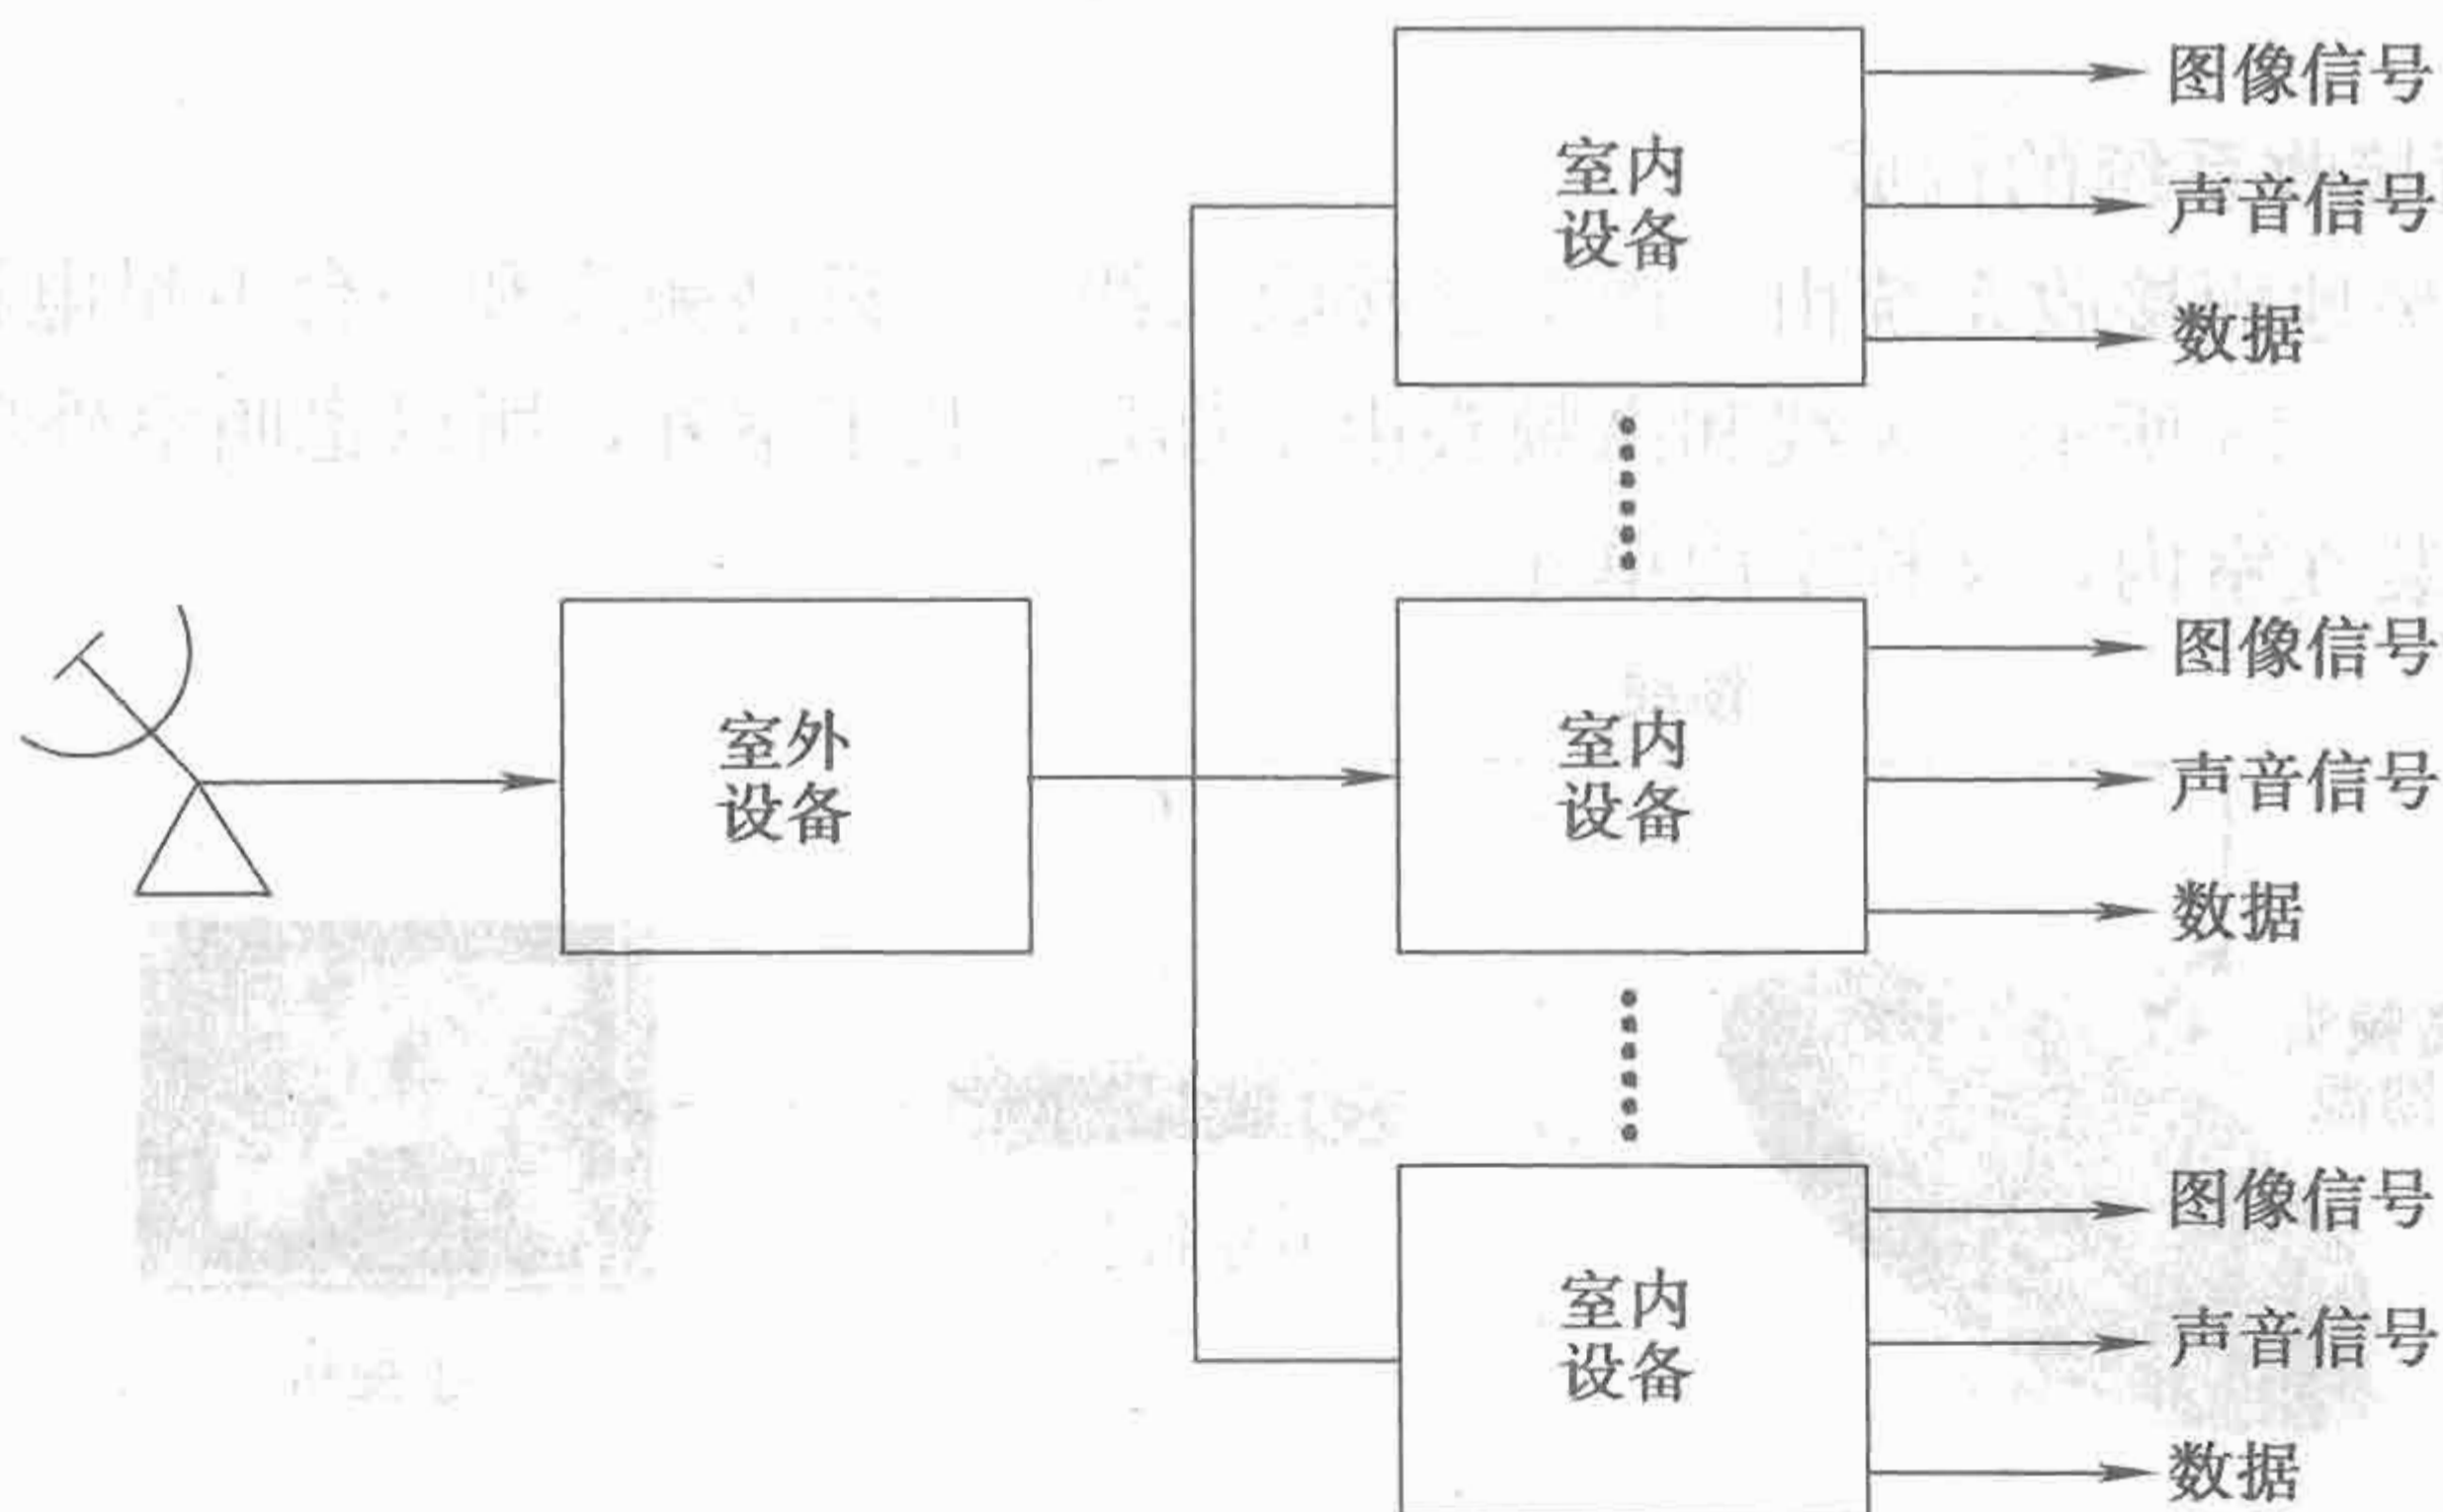 图像信号
室内
设备
声音信号
数据
室外
设备
图像信号
室内
设备
声音信号
数据
图像信号
室内
设备
声音信号
数据